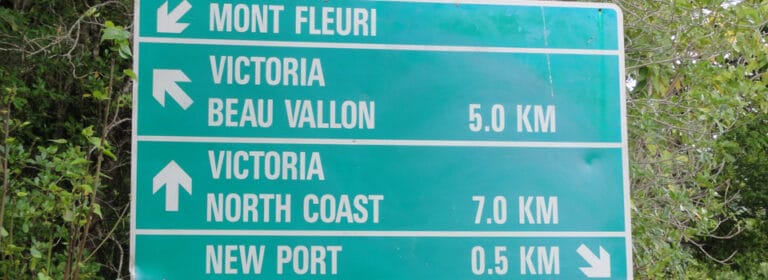 MONT FLEURI
VICTORIA
BEAU VALLON 5.0 KM
VICTORIA
NORTH COAST 7.0 KM
NEW PORT 0.5 KM